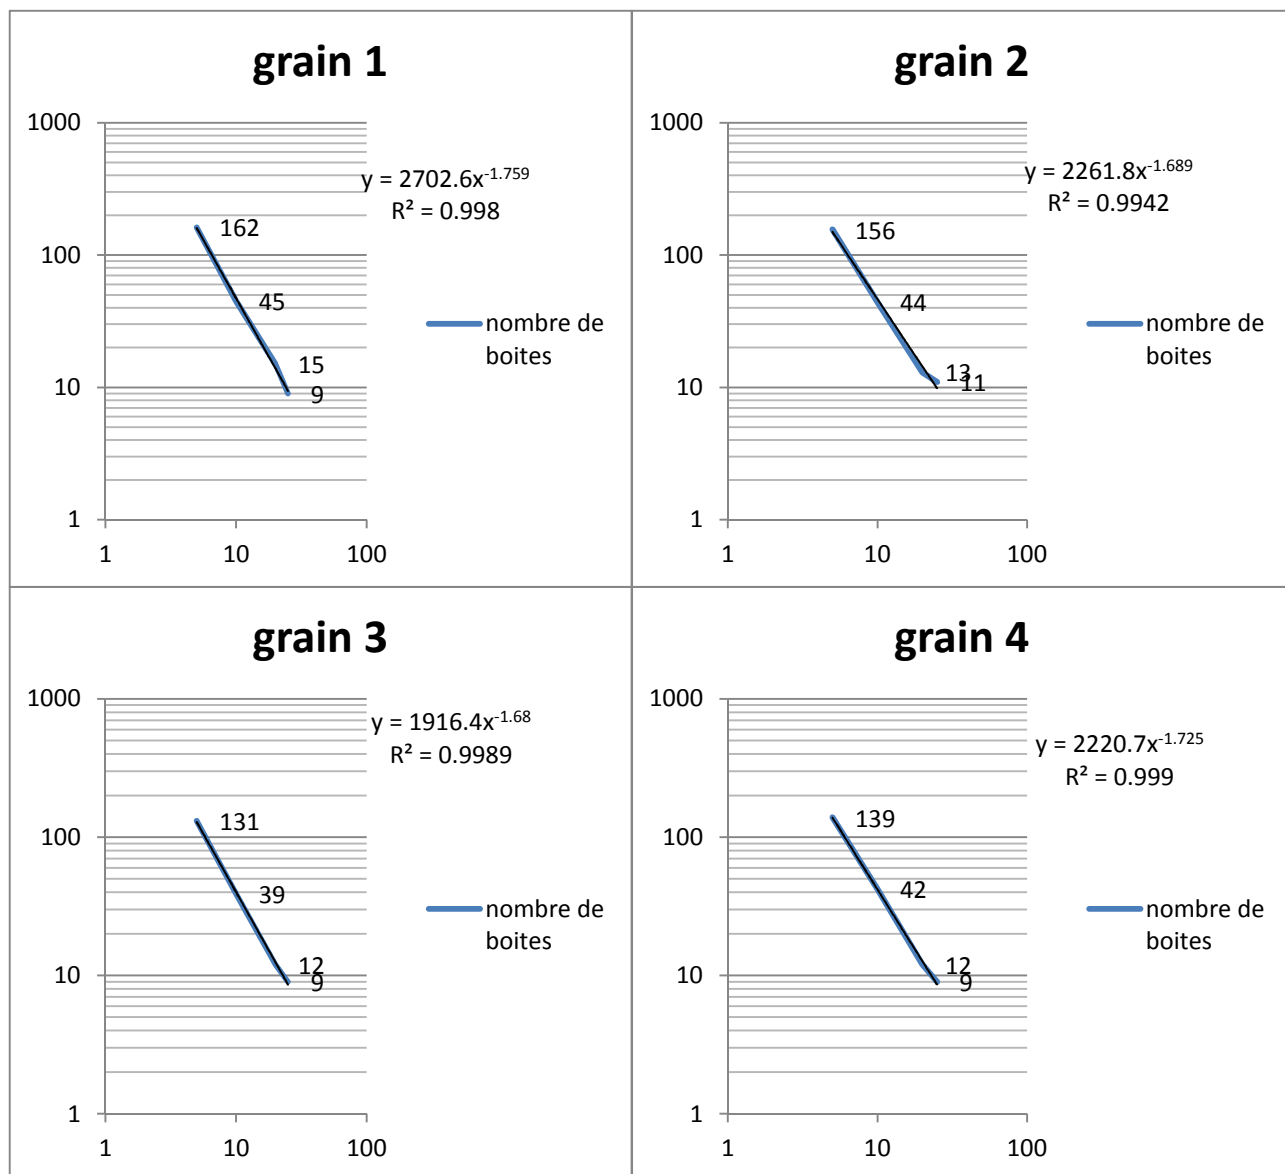 grain 1
1000
y = 2702.6x^-1.759
R² = 0.998
162
100
45
nombre de
boites
15
10
9
1
1 10 100
grain 2
1000
y = 2261.8x^-1.689
R² = 0.9942
156
100
44
nombre de
boites
13
10
11
1
1 10 100
grain 3
1000
y = 1916.4x^-1.68
R² = 0.9989
131
100
39
nombre de
boites
12
10
9
1
1 10 100
grain 4
1000
y = 2220.7x^-1.725
R² = 0.999
139
100
42
nombre de
boites
12
10
9
1
1 10 100